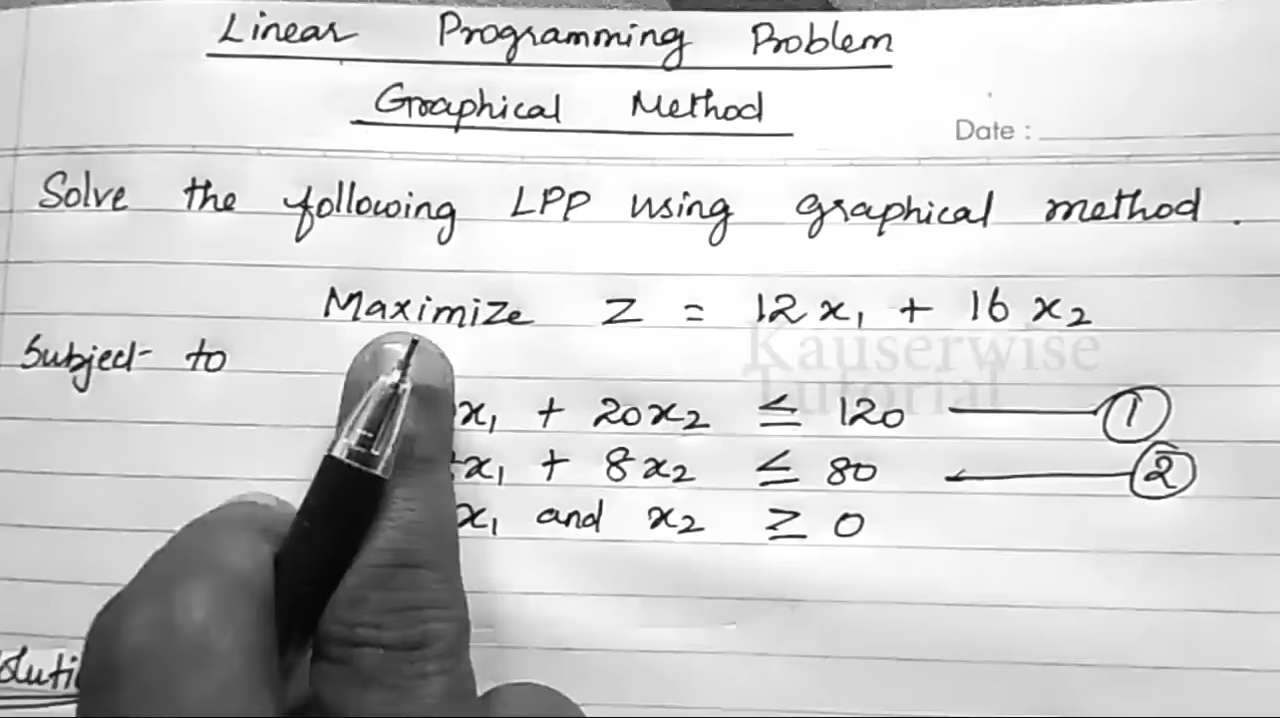 Linear Programming Problem
Graphical Method
Date :
Solve the following LPP using graphical method.
Maximize Z = 12x₁ + 16x₂
Subject to
Kauserwise
Tutorial
x₁ + 20x₂ ≤ 120 ①
x₁ + 8x₂ ≤ 80 ②
x₁ and x₂ ≥ 0